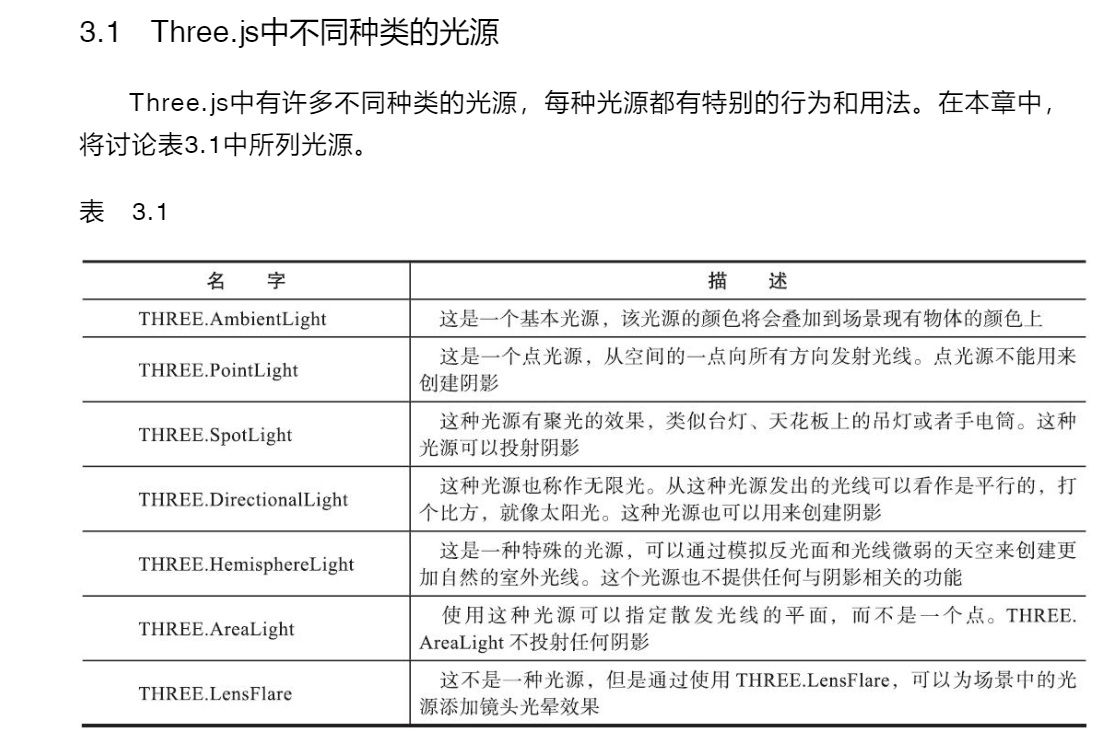 3.1 Three.js中不同种类的光源
Three.js中有许多不同种类的光源，每种光源都有特别的行为和用法。在本章中，
将讨论表3.1中所列光源。
表 3.1
名 字 描 述
THREE.AmbientLight 这是一个基本光源，该光源的颜色将会叠加到场景现有物体的颜色上
THREE.PointLight 这是一个点光源，从空间的一点向所有方向发射光线。点光源不能用来
创建阴影
THREE.SpotLight 这种光源有聚光的效果，类似台灯、天花板上的吊灯或者手电筒。这种
光源可以投射阴影
THREE.DirectionalLight 这种光源也称作无限光。从这种光源发出的光线可以看作是平行的，打
个比方，就像太阳光。这种光源也可以用来创建阴影
THREE.HemisphereLight 这是一种特殊的光源，可以通过模拟反光面和光线微弱的天空来创建更
加自然的室外光线。这个光源也不提供任何与阴影相关的功能
THREE.AreaLight 使用这种光源可以指定散发光线的平面，而不是一个点。THREE.
AreaLight 不投射任何阴影
THREE.LensFlare 这不是一种光源，但是通过使用 THREE.LensFlare，可以为场景中的光
源添加镜头光晕效果